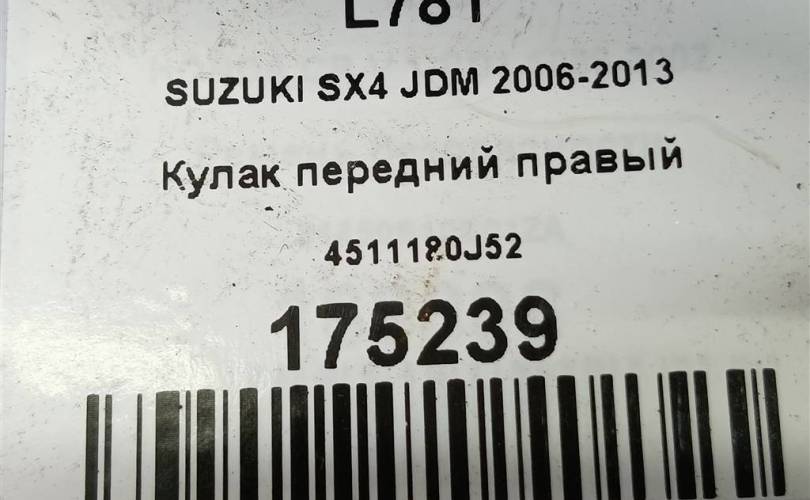 L781
SUZUKI SX4 JDM 2006-2013
Кулак передний правый
4511180J52
175239